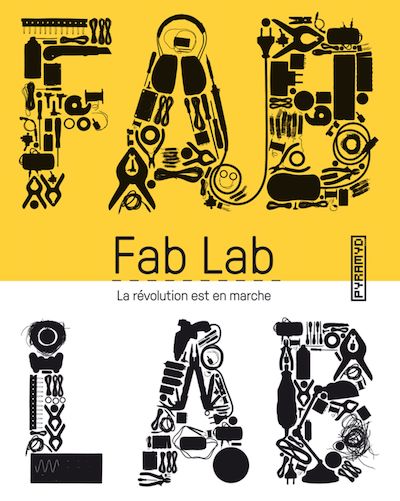 FAB
Fab Lab
La révolution est en marche
PYRAMYD
LAB